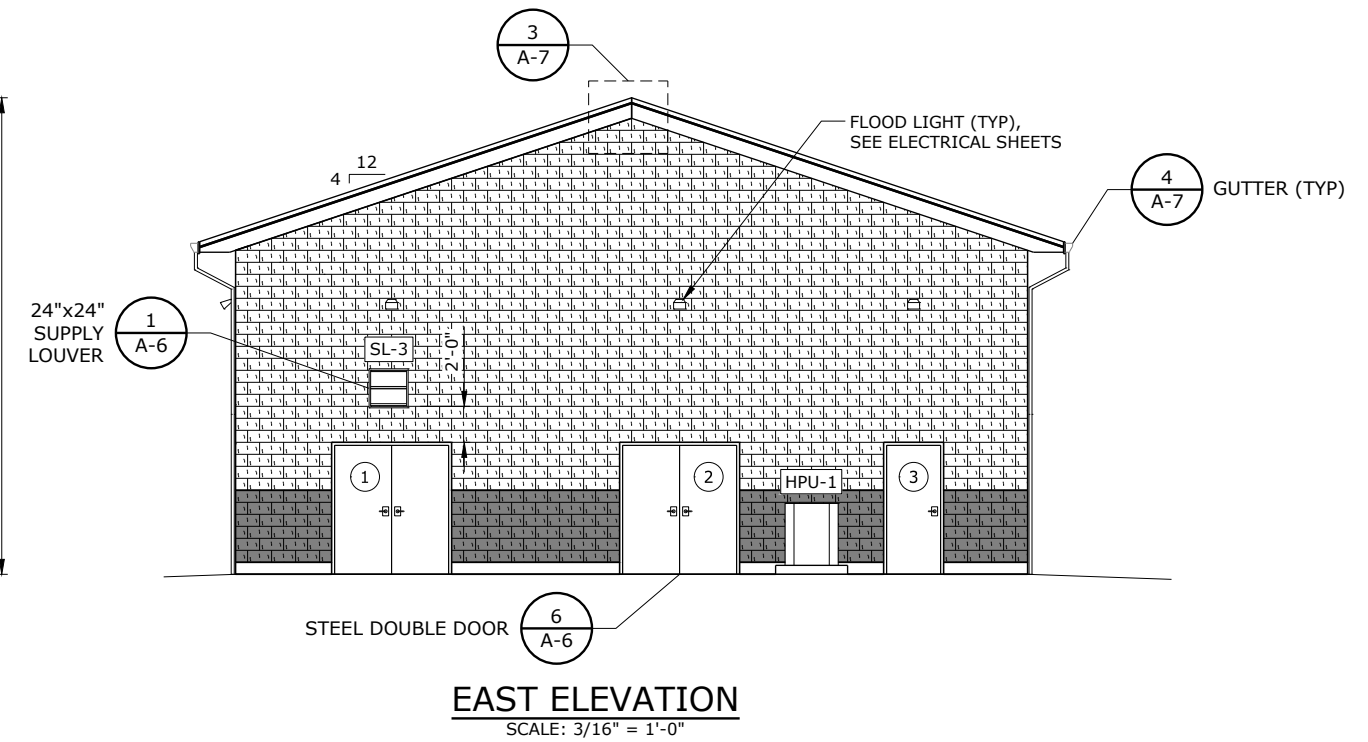 3
A-7
FLOOD LIGHT (TYP),
SEE ELECTRICAL SHEETS
12
4
4
A-7
GUTTER (TYP)
24"x24"
SUPPLY
LOUVER
1
A-6
SL-3
2'-0"
1
2
HPU-1
3
STEEL DOUBLE DOOR
6
A-6
EAST ELEVATION
SCALE: 3/16" = 1'-0"